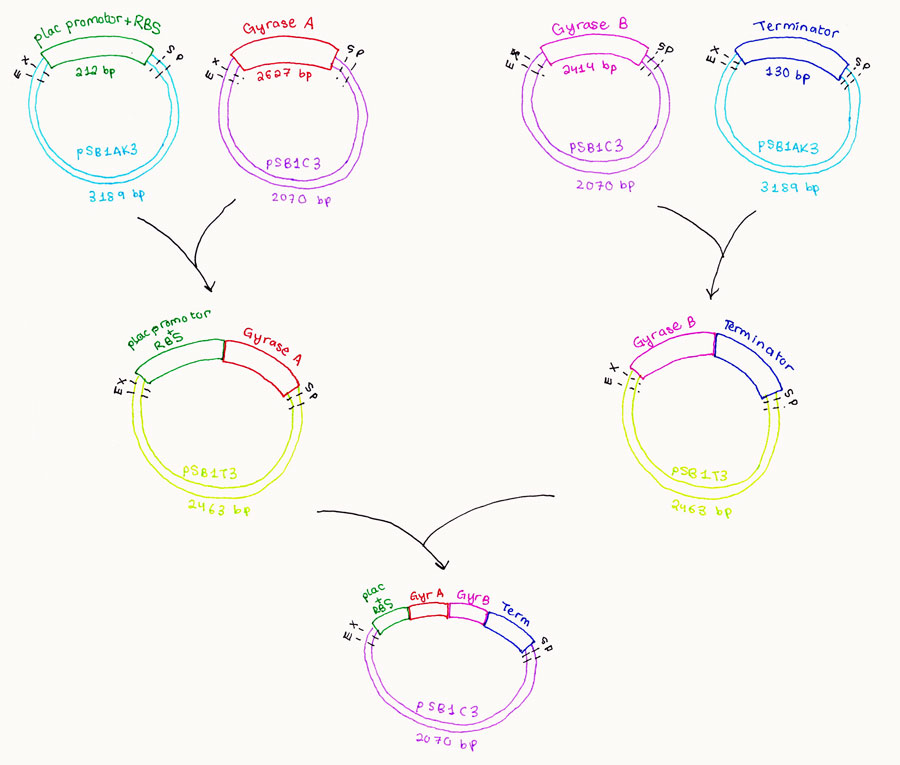 plac promotor + RBS
E X
S P
212 bp
pSB1AK3
3189 bp
Gyrase A
E X
S P
2627 bp
pSB1C3
2070 bp
Gyrase B
E X
S P
2414 bp
pSB1C3
2070 bp
Terminator
E X
S P
130 bp
pSB1AK3
3189 bp
plac promotor
+
RBS
Gyrase A
E X
S P
pSB1T3
2463 bp
Gyrase B
Terminator
E X
S P
pSB1T3
2463 bp
plac
+
RBS
Gyr A
Gyr B
Term
E X
S P
pSB1C3
2070 bp